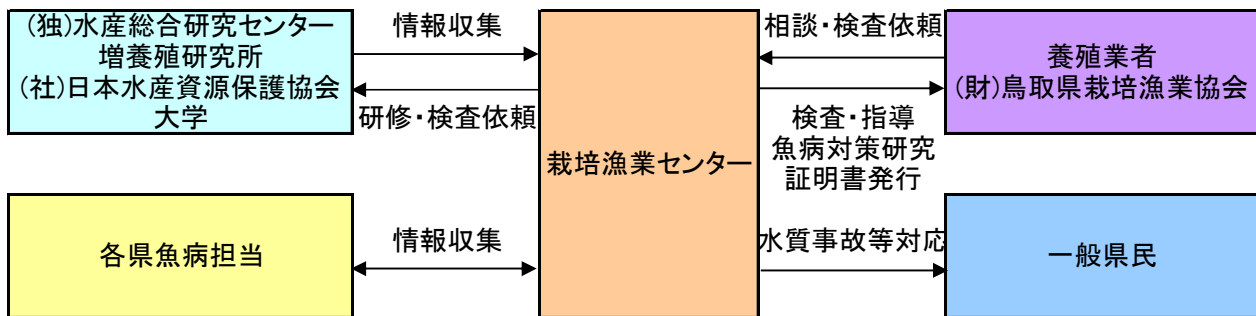 (独)水産総合研究センター
増養殖研究所
(社)日本水産資源保護協会
大学
情報収集
研修・検査依頼
栽培漁業センター
相談・検査依頼
検査・指導
魚病対策研究
証明書発行
養殖業者
(財)鳥取県栽培漁業協会
各県魚病担当
情報収集
水質事故等対応
一般県民